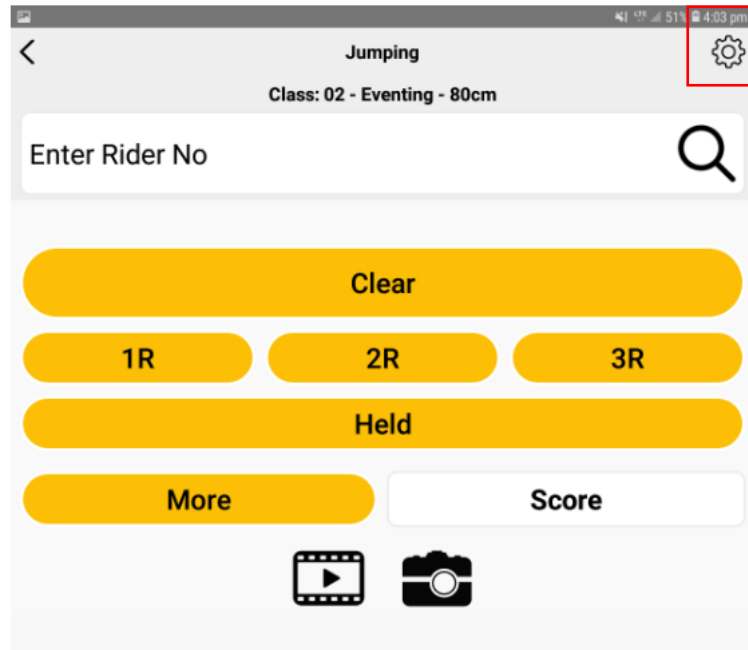 LTE 51% 4:03 pm
Jumping
Class: 02 - Eventing - 80cm
Enter Rider No
Clear
1R 2R 3R
Held
More Score